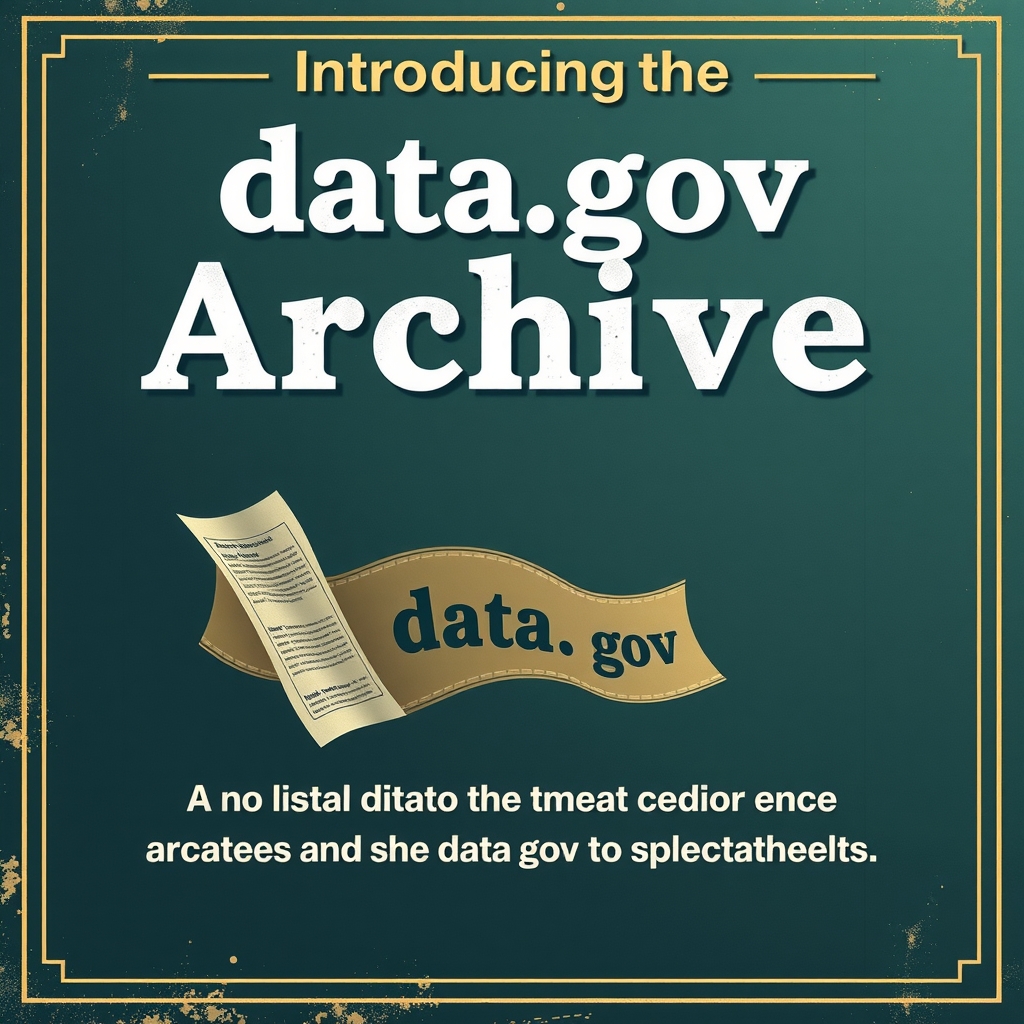 Introducing the
data.gov
Archive
data. gov
A no listal ditato the tmeat cedior ence
arcatees and she data gov to splectatheelts.